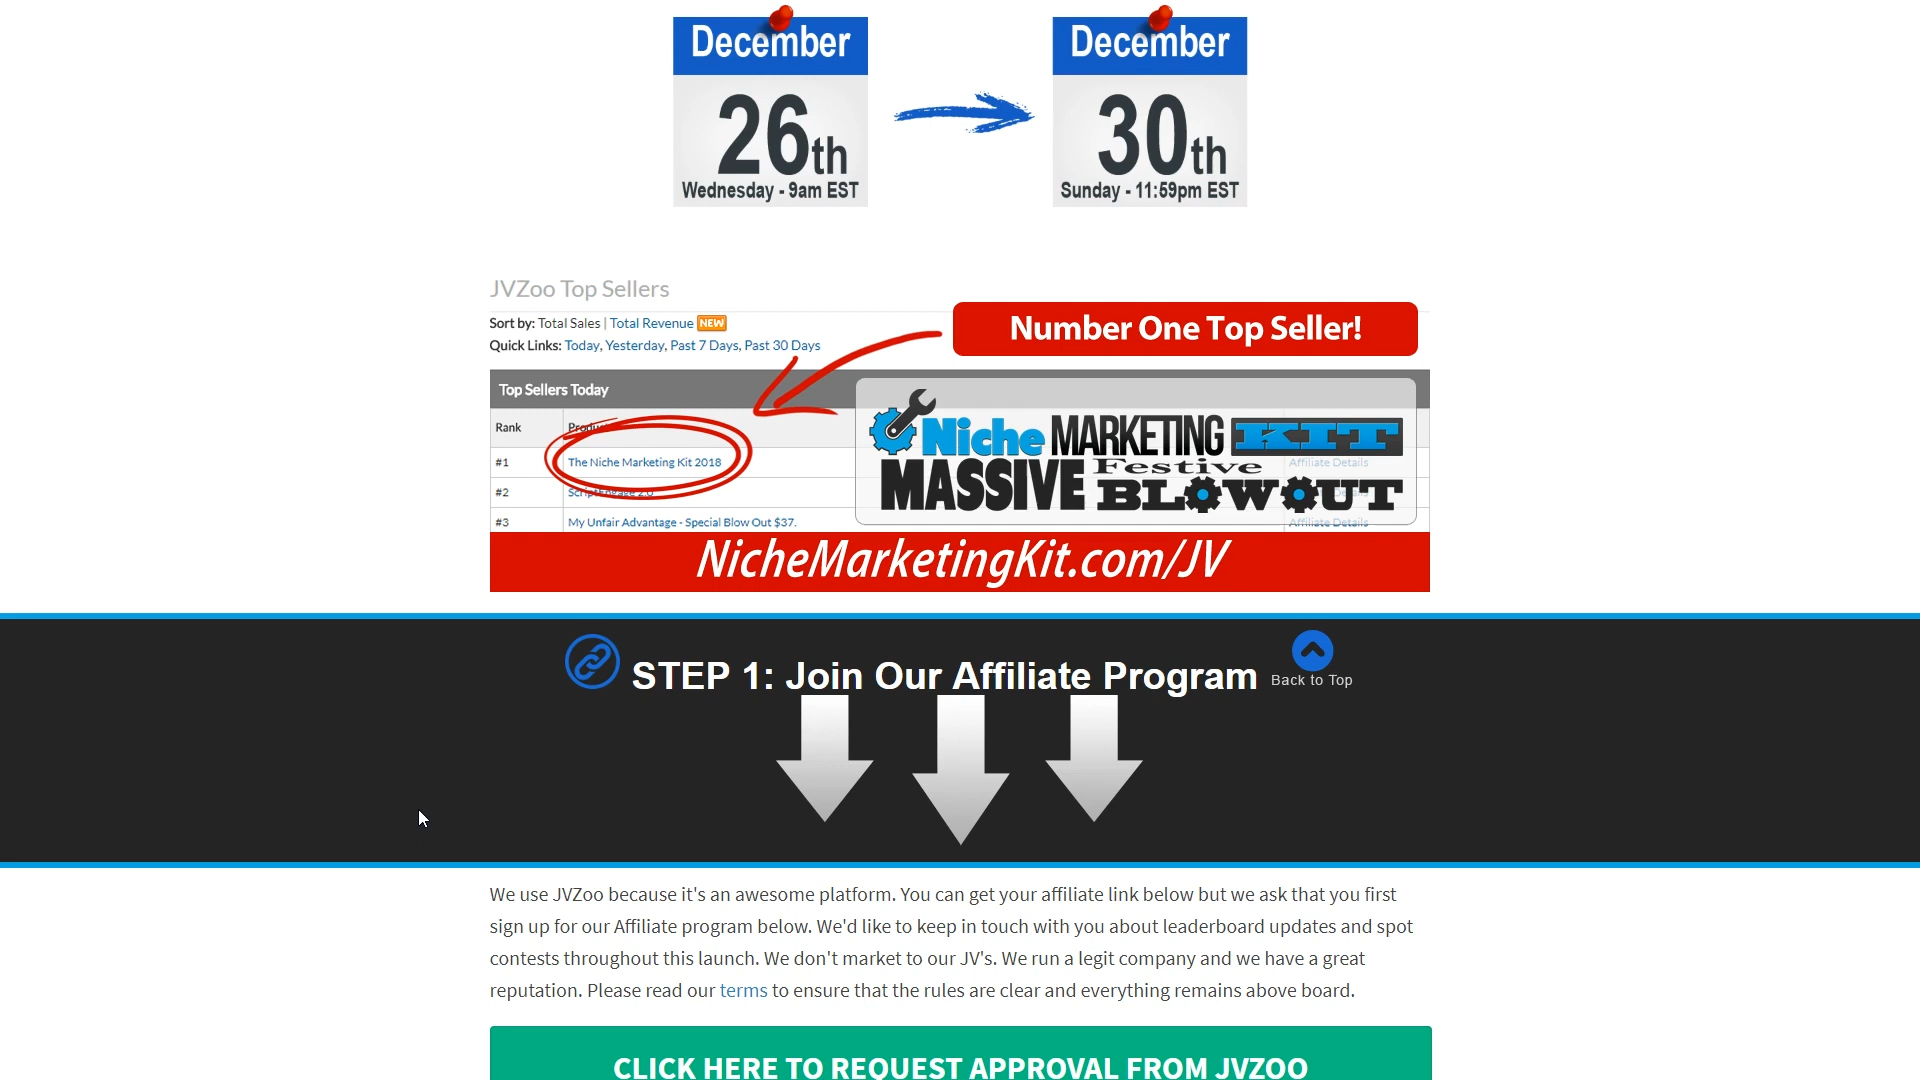 December
26th
Wednesday - 9am EST
December
30th
Sunday - 11:59pm EST
JVZoo Top Sellers
Sort by: Total Sales | Total Revenue NEW
Quick Links: Today, Yesterday, Past 7 Days, Past 30 Days
Number One Top Seller!
Top Sellers Today
Rank
#1 The Niche Marketing Kit 2018 Affiliate Details
#2
#3 My Unfair Advantage - Special Blow Out $37. Affiliate Details
Niche MARKETING KIT
MASSIVE Festive
BLOWOUT
NicheMarketingKit.com/JV
STEP 1: Join Our Affiliate Program
Back to Top
We use JVZoo because it's an awesome platform. You can get your affiliate link below but we ask that you first
sign up for our Affiliate program below. We'd like to keep in touch with you about leaderboard updates and spot
contests throughout this launch. We don't market to our JV's. We run a legit company and we have a great
reputation. Please read our terms to ensure that the rules are clear and everything remains above board.
CLICK HERE TO REQUEST APPROVAL FROM JVZOO